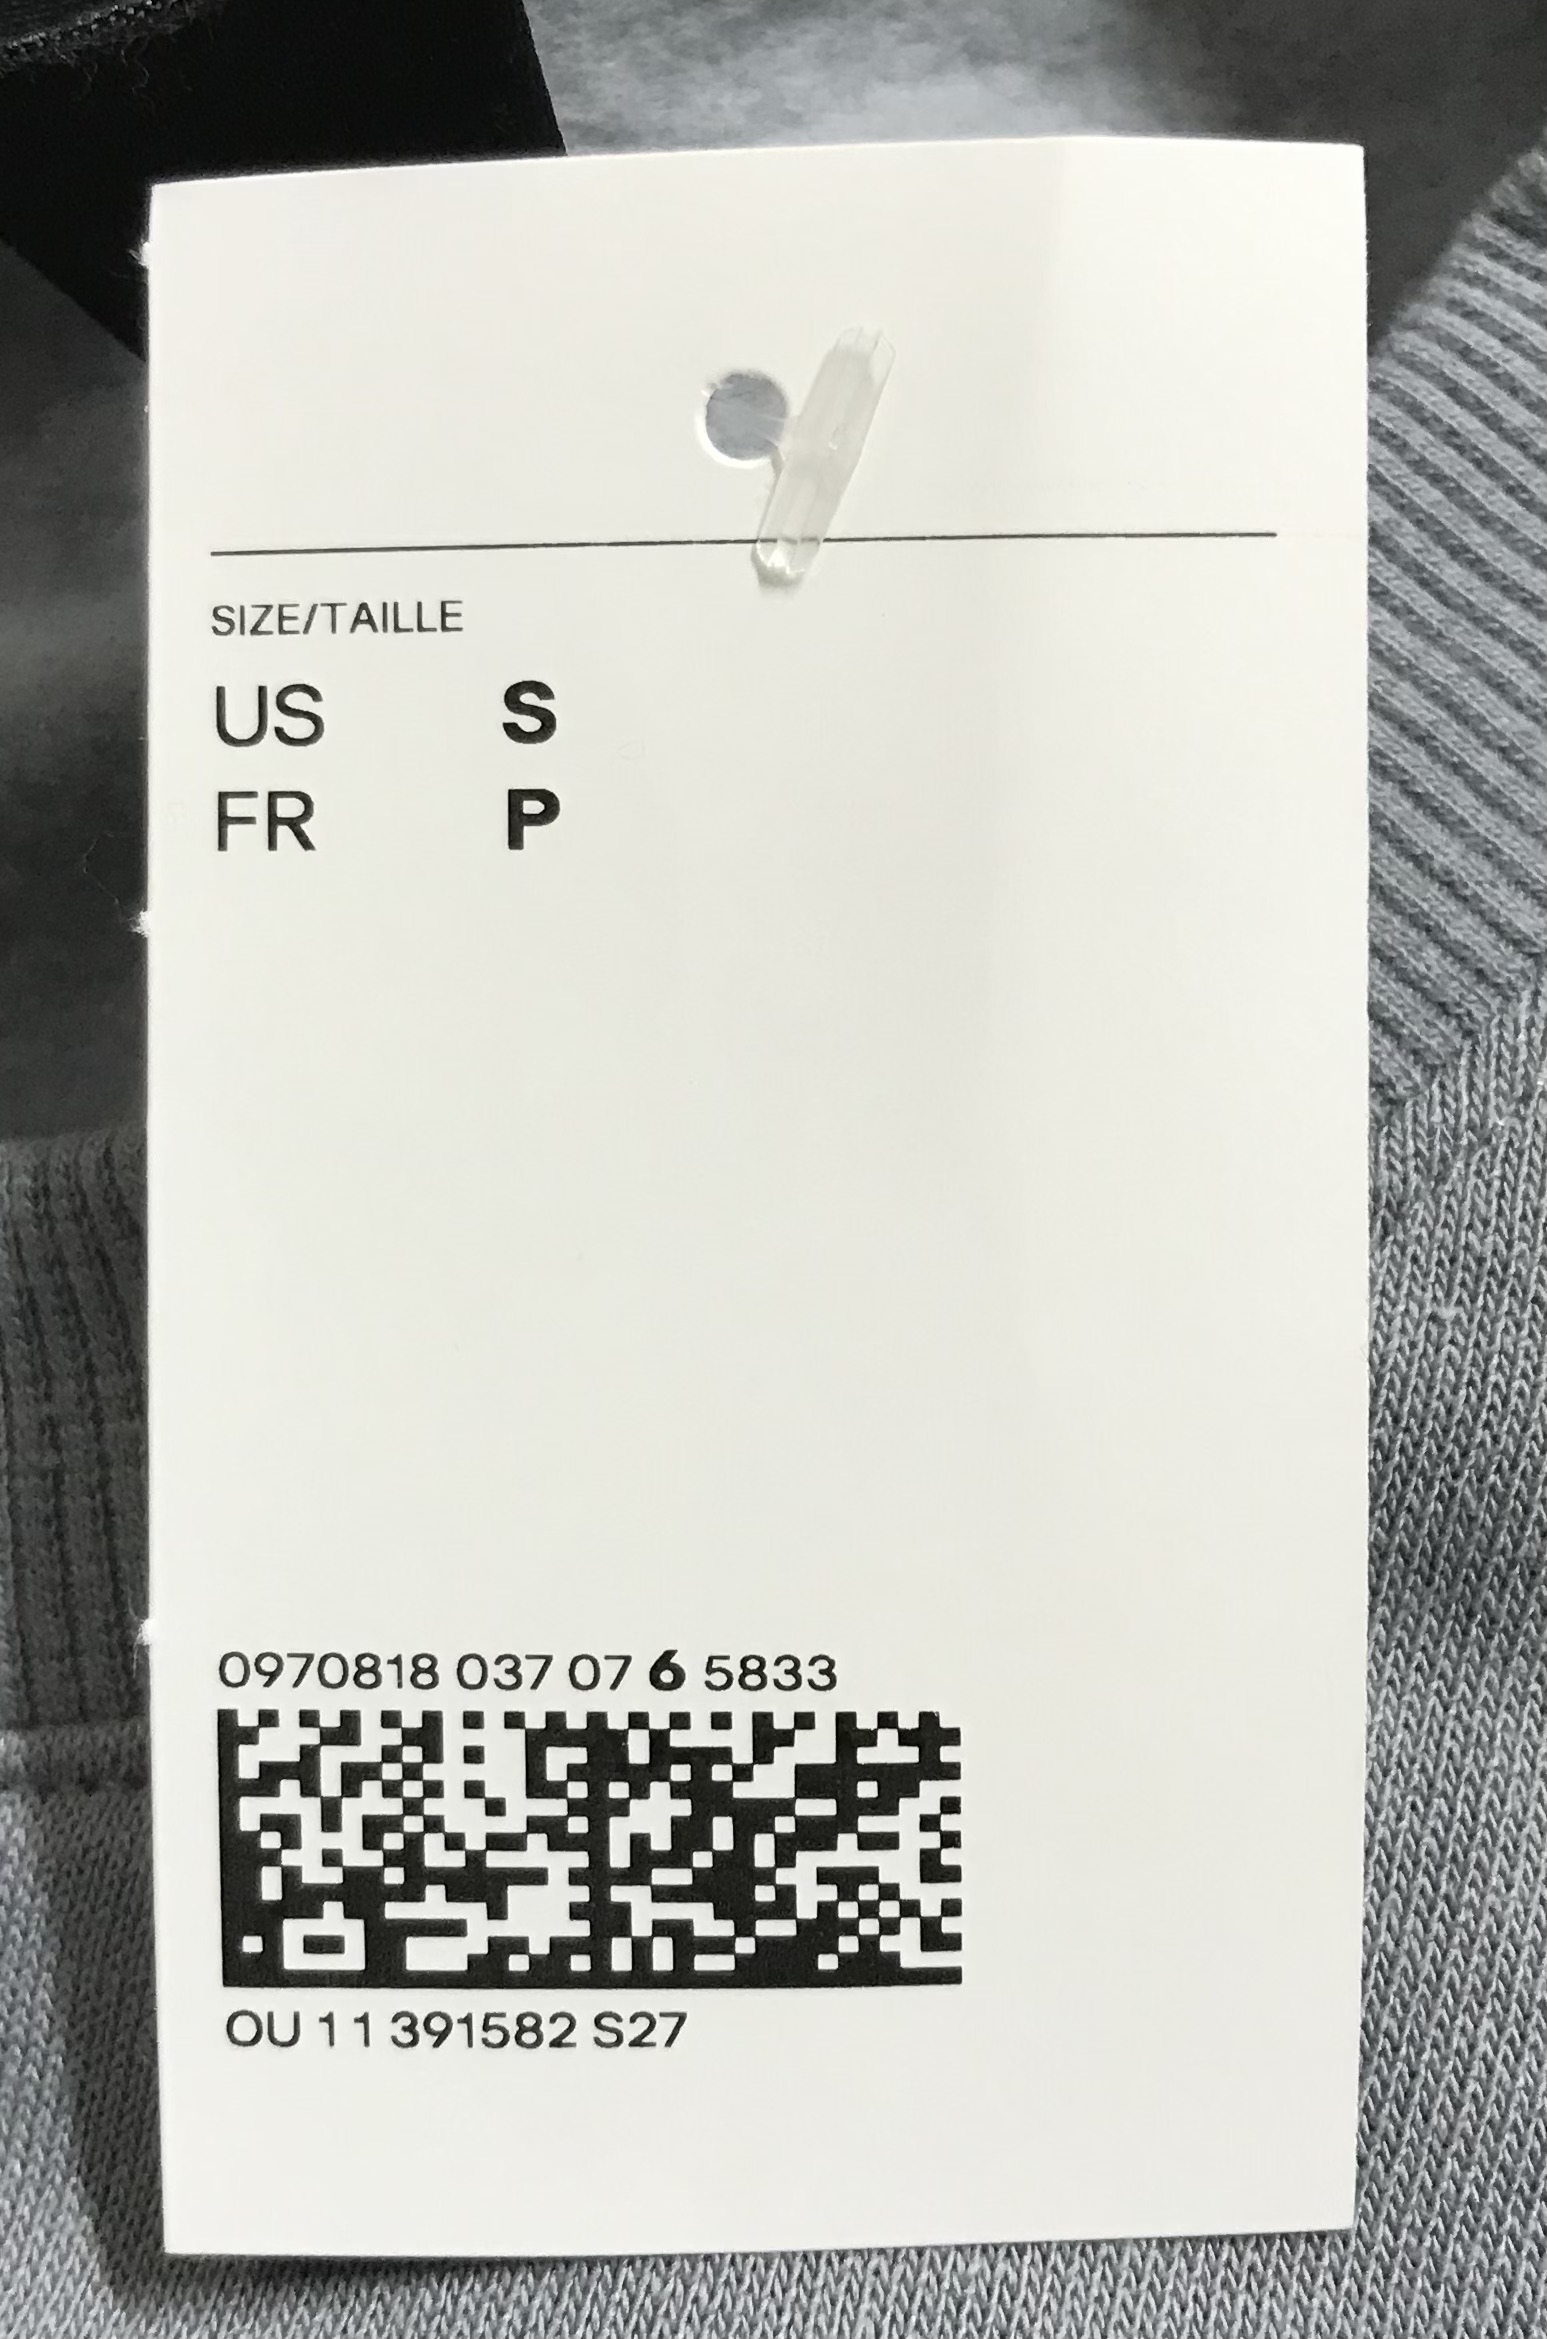 SIZE/TAILLE
US S
FR P
0970818 037 07 6 5833
OU 1 1 391582 S27